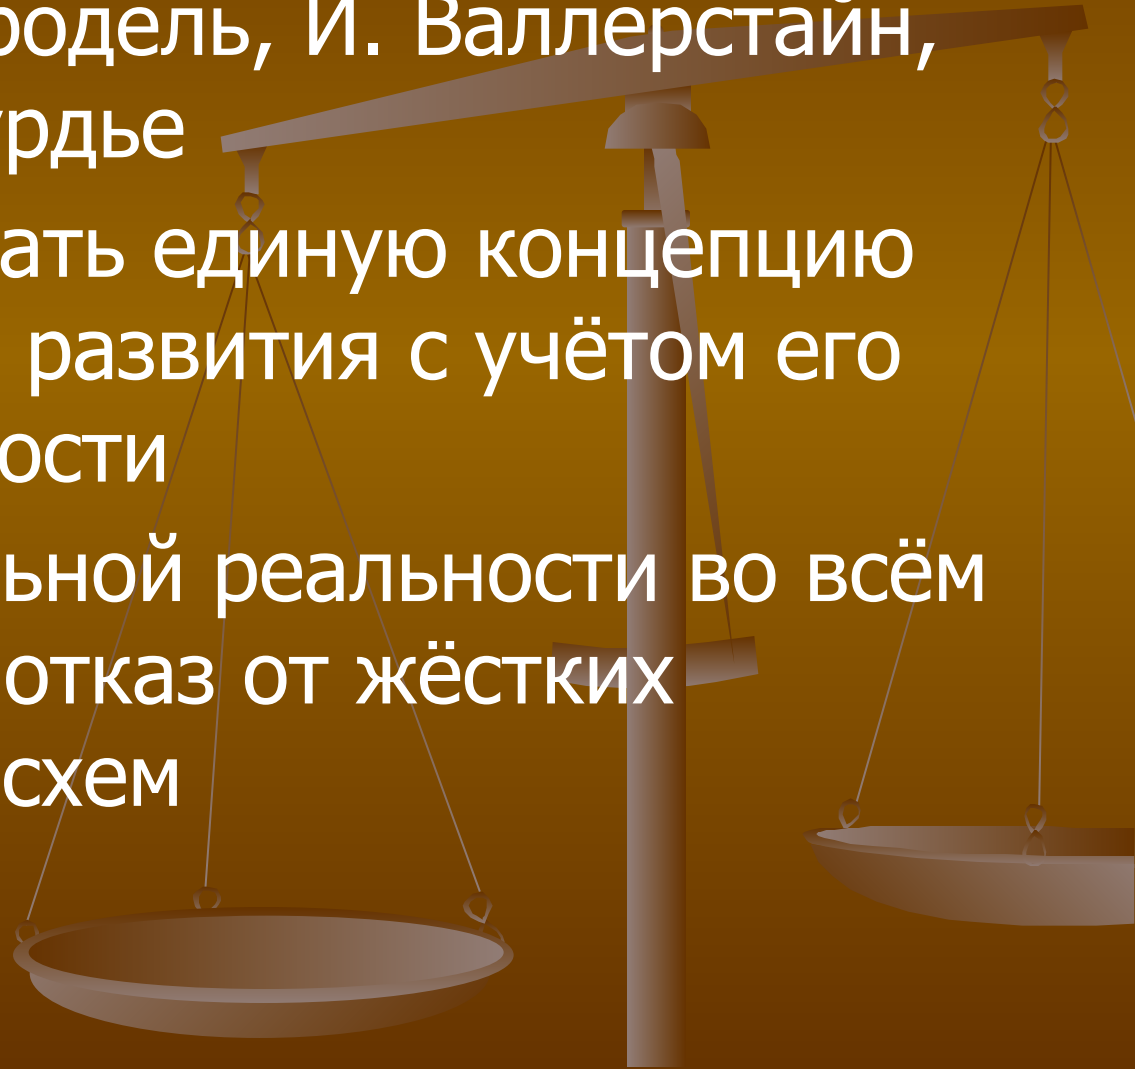 родель, И. Валлерстайн,
урдье
ать единую концепцию
развития с учётом его
ости
ьной реальности во всём
отказ от жёстких
схем